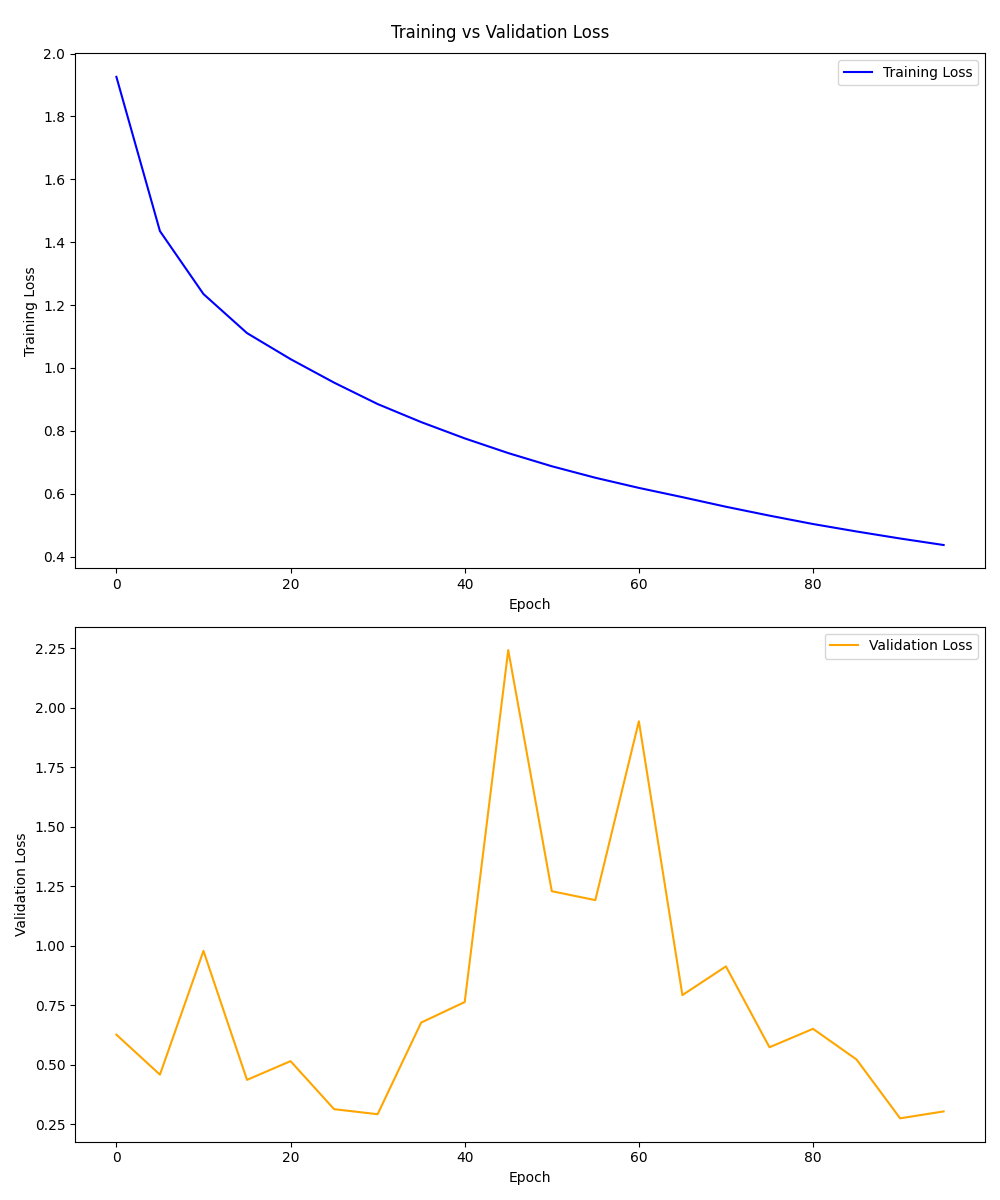 Training vs Validation Loss
2.0
1.8
1.6
1.4
1.2
1.0
0.8
0.6
0.4
Training Loss
Training Loss
0 20 40 60 80
Epoch
2.25
2.00
1.75
1.50
1.25
1.00
0.75
0.50
0.25
Validation Loss
Validation Loss
0 20 40 60 80
Epoch